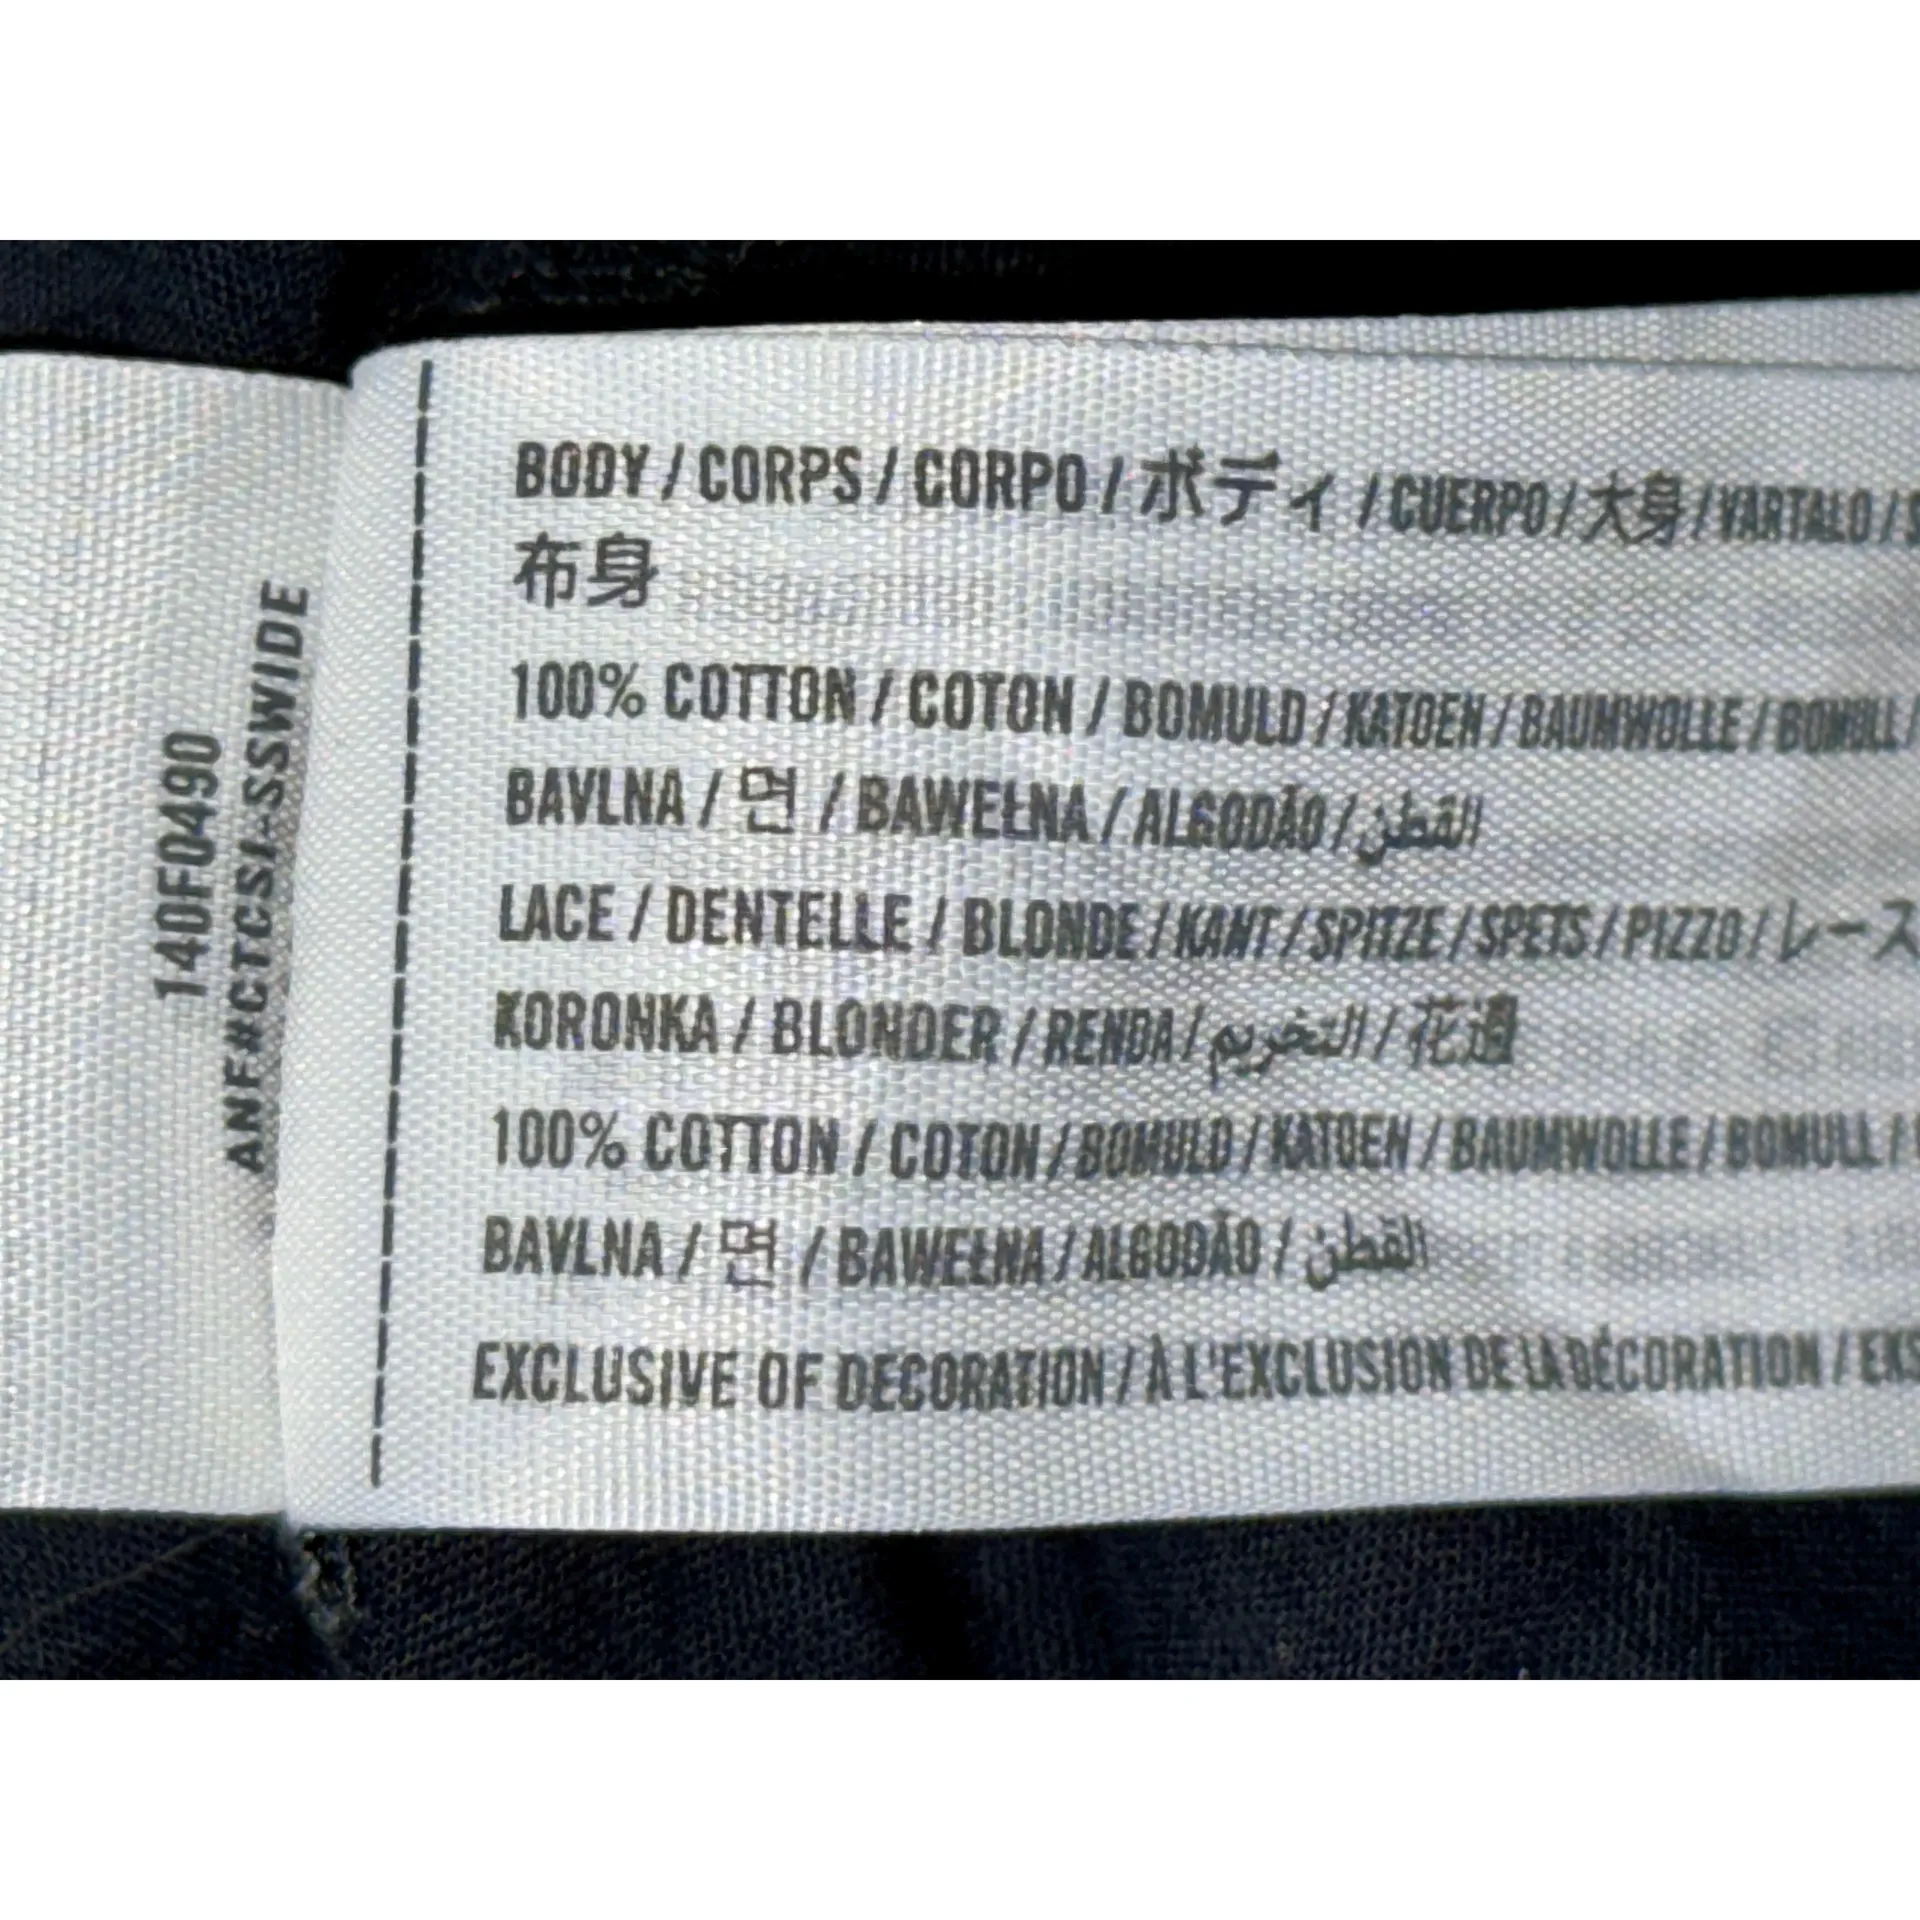 140F0490
BODY / CORPS / CORPO / ボディ / CUERPO / 大身 / VARTALO / S
布身
100% COTTON / COTON / BOMULD / KATOEN / BAUMWOLLE / BOMULL /
BAVLNA / 면 / BAWEŁNA / ALGODÃO / القطن
LACE / DENTELLE / BLONDE / KANT / SPITZE / SPETS / PIZZO / レース
KORONKA / BLONDER / RENDA / التخريم / 花邊
100% COTTON / COTON / BOMULD / KATOEN / BAUMWOLLE / BOMULL /
BAVLNA / 면 / BAWEŁNA / ALGODÃO / القطن
EXCLUSIVE OF DECORATION / À L'EXCLUSION DE LA DÉCORATION / EKS